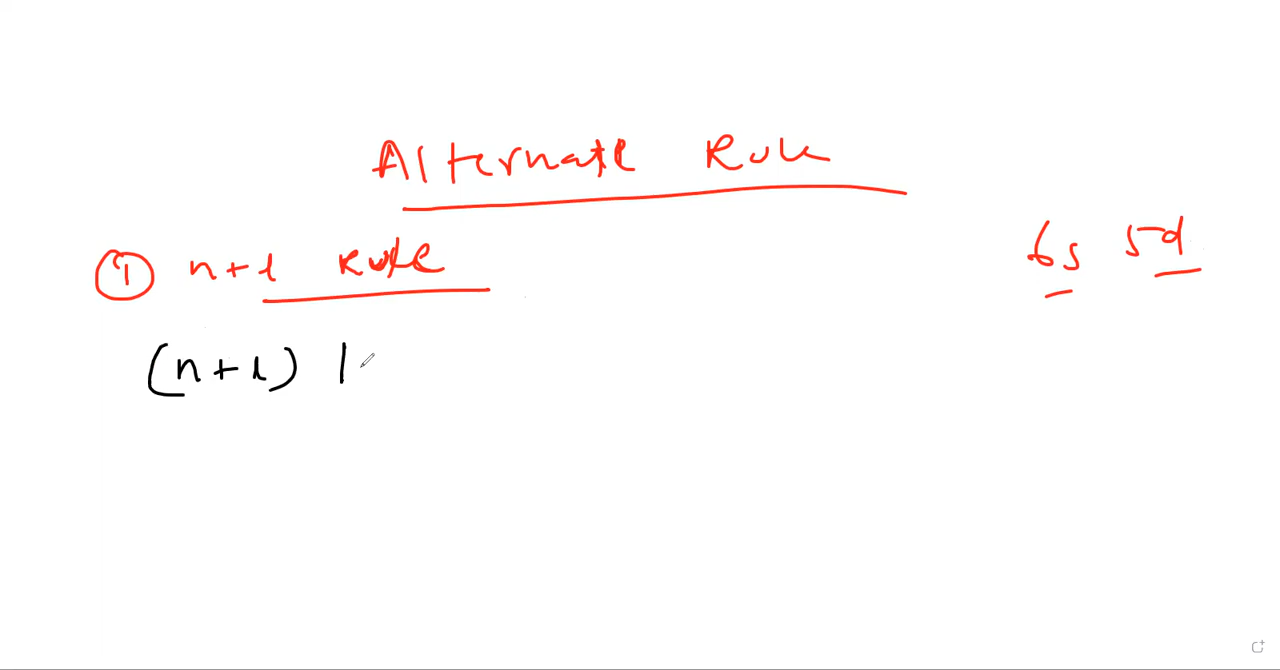 Alternate Rule
① n+l Rule
6s 5d
(n+l) |